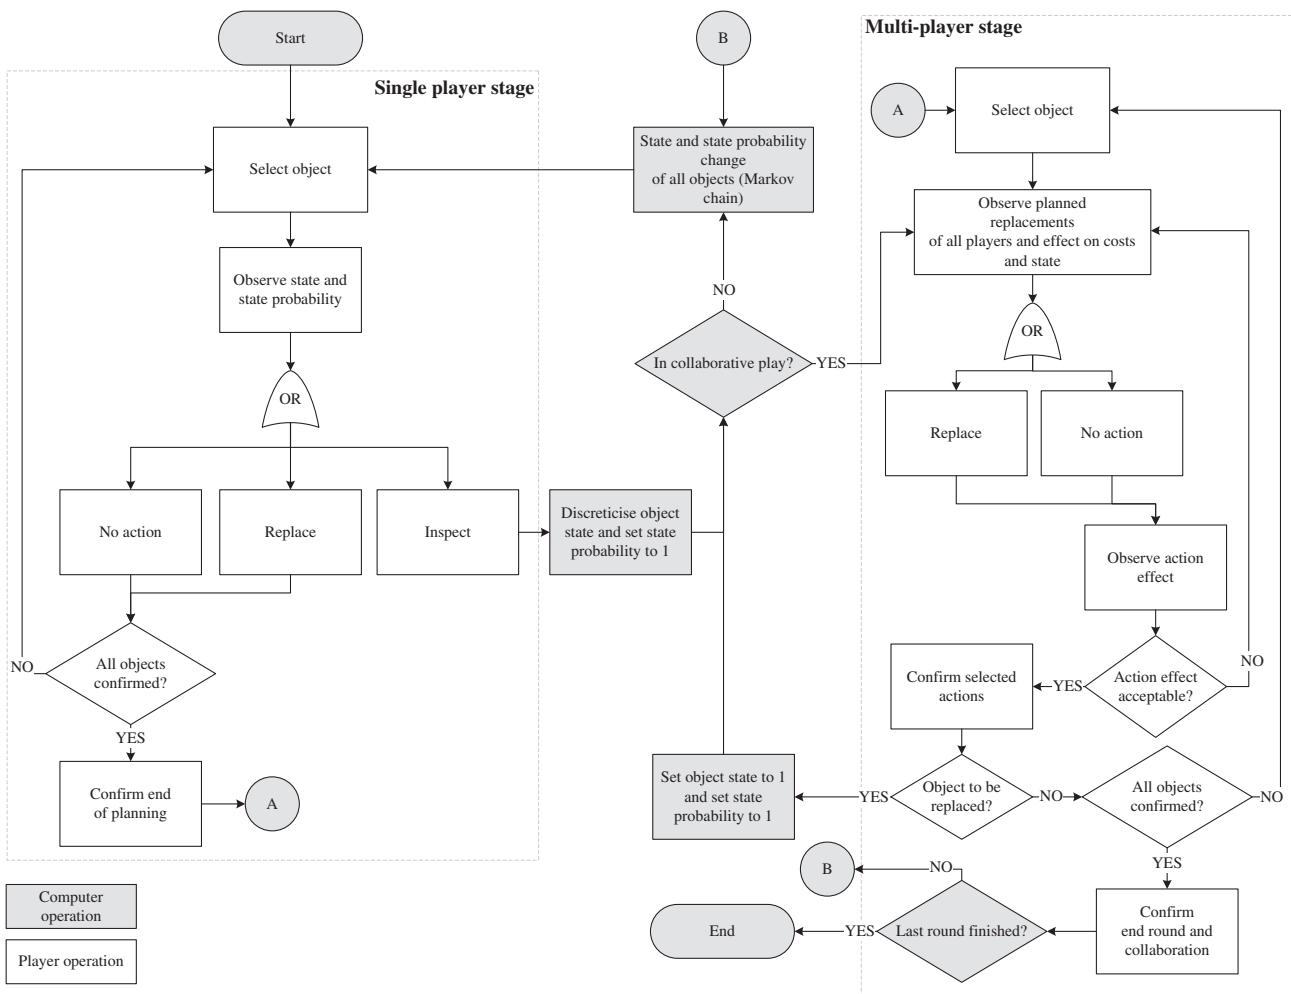 Start
Single player stage
Select object
Observe state and
state probability
OR
No action
Replace
Inspect
All objects
confirmed?
NO
YES
Confirm end
of planning
A
Computer
operation
Player operation
B
State and state probability
change
of all objects (Markov
chain)
NO
In collaborative play?
YES
Discreticise object
state and set state
probability to 1
Set object state to 1
and set state
probability to 1
Multi-player stage
A
Select object
Observe planned
replacements
of all players and effect on costs
and state
OR
Replace
No action
Observe action
effect
Action effect
acceptable?
NO
YES
Confirm selected
actions
Object to be
replaced?
YES
NO
All objects
confirmed?
NO
YES
Confirm
end round and
collaboration
Last round finished?
NO
B
YES
End